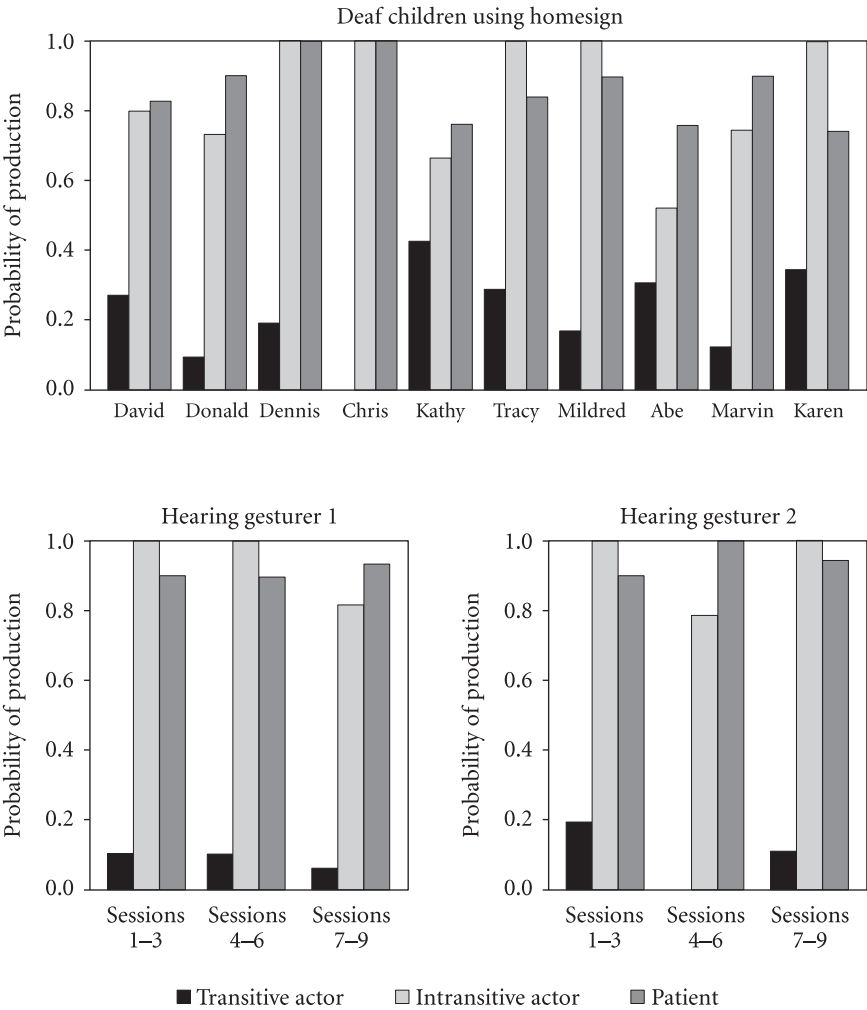 Deaf children using homesign
Probability of production
1.0
0.8
0.6
0.4
0.2
0.0
David Donald Dennis Chris Kathy Tracy Mildred Abe Marvin Karen
Hearing gesturer 1
Probability of production
1.0
0.8
0.6
0.4
0.2
0.0
Sessions Sessions Sessions
1–3 4–6 7–9
Hearing gesturer 2
Probability of production
1.0
0.8
0.6
0.4
0.2
0.0
Sessions Sessions Sessions
1–3 4–6 7–9
Transitive actor Intransitive actor Patient